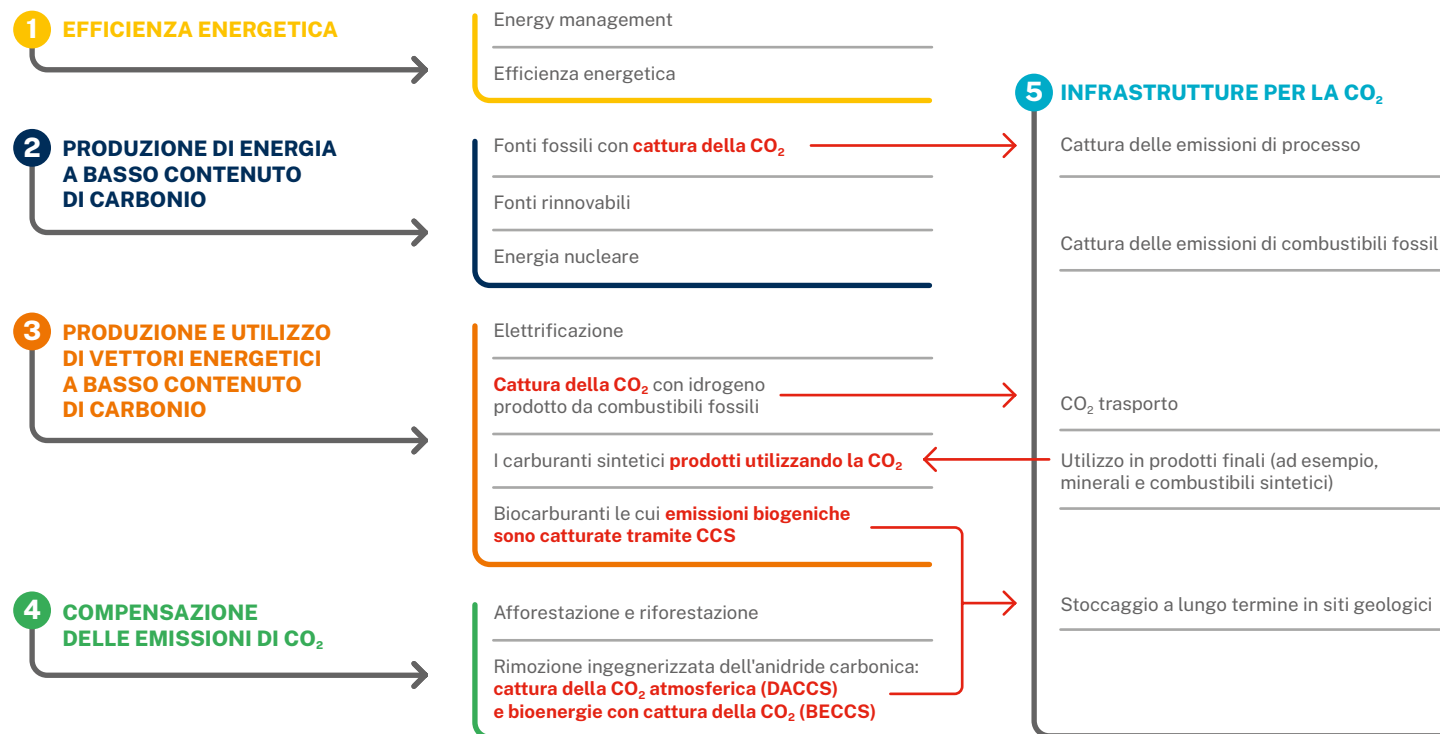 1 EFFICIENZA ENERGETICA
Energy management
Efficienza energetica
2 PRODUZIONE DI ENERGIA
A BASSO CONTENUTO
DI CARBONIO
Fonti fossili con cattura della CO₂
Fonti rinnovabili
Energia nucleare
3 PRODUZIONE E UTILIZZO
DI VETTORI ENERGETICI
A BASSO CONTENUTO
DI CARBONIO
Elettrificazione
Cattura della CO₂ con idrogeno
prodotto da combustibili fossili
I carburanti sintetici prodotti utilizzando la CO₂
Biocarburanti le cui emissioni biogeniche
sono catturate tramite CCS
4 COMPENSAZIONE
DELLE EMISSIONI DI CO₂
Afforestazione e riforestazione
Rimozione ingegnerizzata dell'anidride carbonica:
cattura della CO₂ atmosferica (DACCS)
e bioenergie con cattura della CO₂ (BECCS)
5 INFRASTRUTTURE PER LA CO₂
Cattura delle emissioni di processo
Cattura delle emissioni di combustibili fossil
CO₂ trasporto
Utilizzo in prodotti finali (ad esempio,
minerali e combustibili sintetici)
Stoccaggio a lungo termine in siti geologici